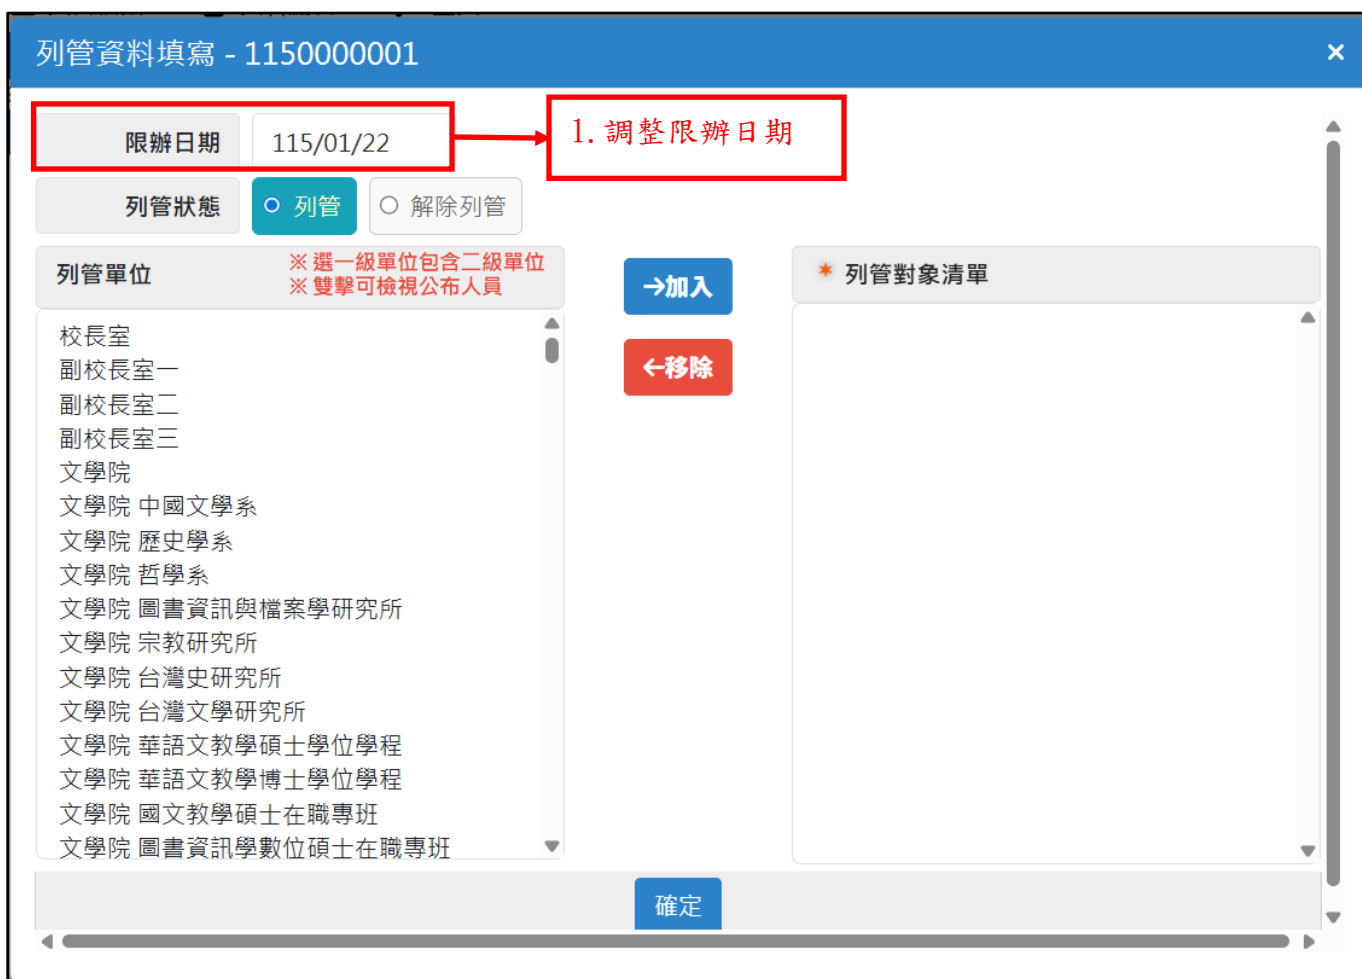 列管資料填寫 - 1150000001
限辦日期
115/01/22
1. 調整限辦日期
列管狀態
列管
解除列管
列管單位
※ 選一級單位包含二級單位
※ 雙擊可檢視公布人員
→加入
←移除
列管對象清單
校長室
副校長室一
副校長室二
副校長室三
文學院
文學院 中國文學系
文學院 歷史學系
文學院 哲學系
文學院 圖書資訊與檔案學研究所
文學院 宗教研究所
文學院 台灣史研究所
文學院 台灣文學研究所
文學院 華語文教學碩士學位學程
文學院 華語文教學博士學位學程
文學院 國文教學碩士在職專班
文學院 圖書資訊學數位碩士在職專班
確定